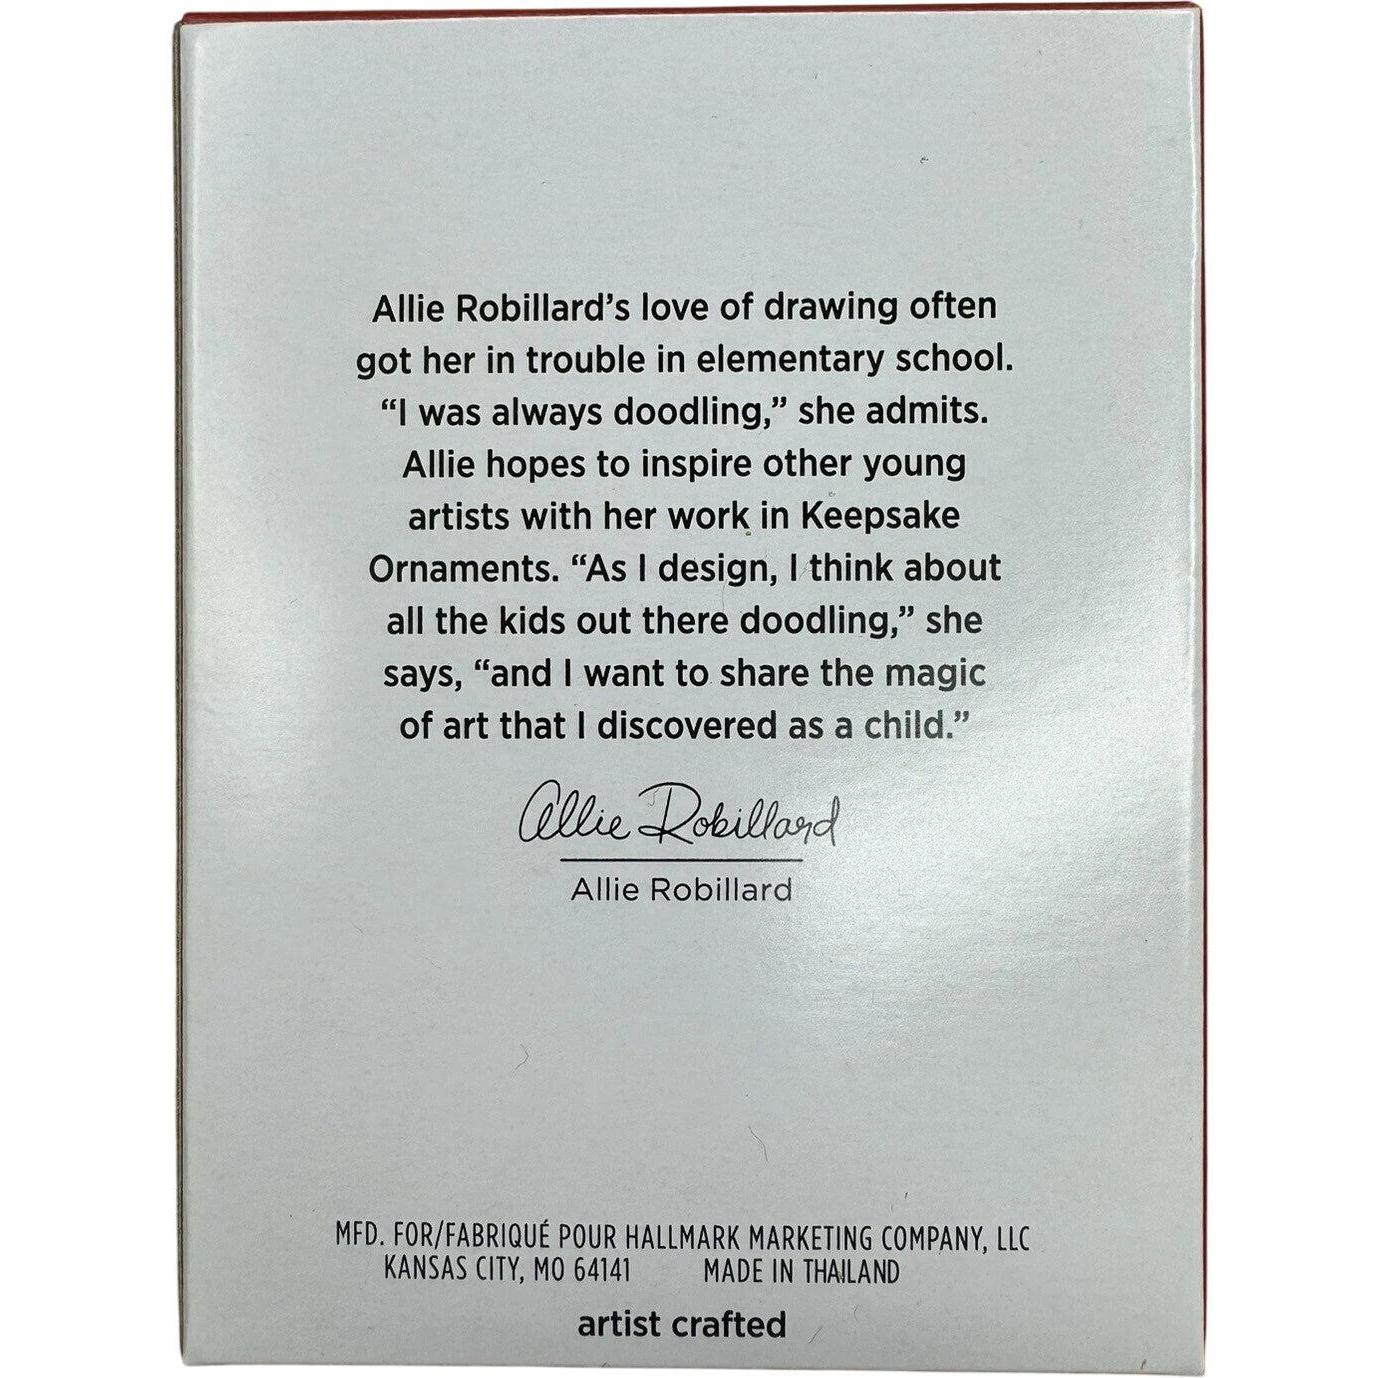 Allie Robillard’s love of drawing often
got her in trouble in elementary school.
“I was always doodling,” she admits.
Allie hopes to inspire other young
artists with her work in Keepsake
Ornaments. “As I design, I think about
all the kids out there doodling,” she
says, “and I want to share the magic
of art that I discovered as a child.”
Allie Robillard
Allie Robillard
MFD. FOR/FABRIQUÉ POUR HALLMARK MARKETING COMPANY, LLC
KANSAS CITY, MO 64141 MADE IN THAILAND
artist crafted